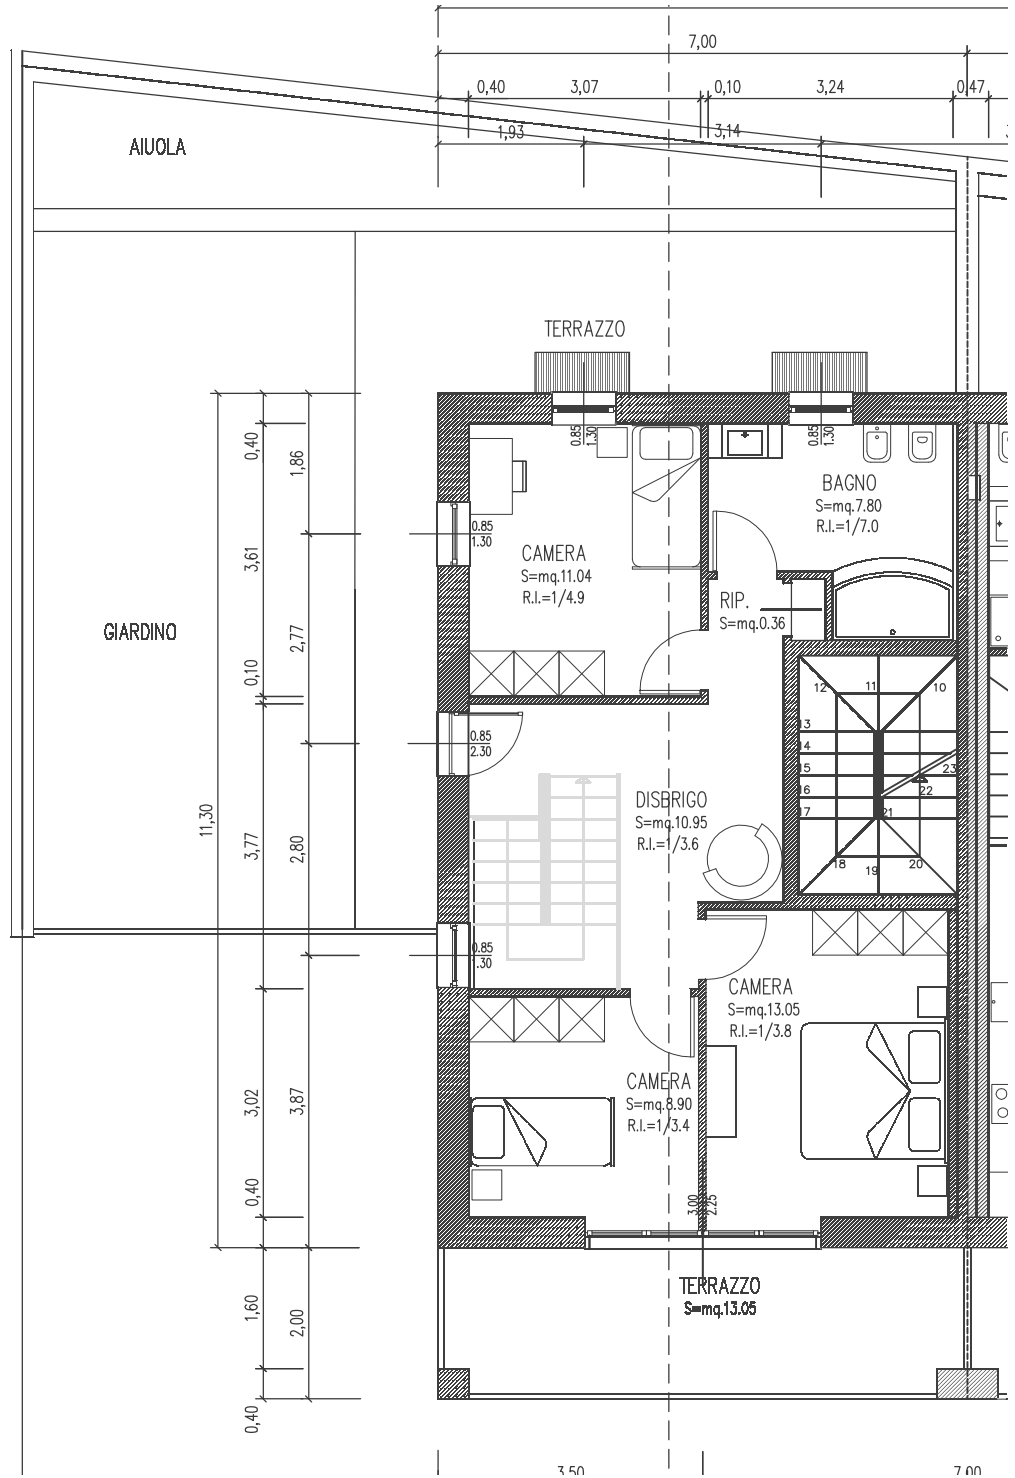 7,00
0,40
3,07
0,10
3,24
0,47
1,93
3,14
AIUOLA
TERRAZZO
0,40
1,86
0.85
1.30
0.85
1.30
BAGNO
S=mq.7.80
R.I.=1/7.0
0.85
1.30
CAMERA
S=mq.11.04
R.I.=1/4.9
3,61
RIP.
S=mq.0.36
GIARDINO
2,77
0,10
12
11
10
13
14
15
16
17
23
22
21
18
19
20
0.85
2.30
DISBRIGO
S=mq.10.95
R.I.=1/3.6
11,30
3,77
2,80
0.85
1.30
CAMERA
S=mq.13.05
R.I.=1/3.8
CAMERA
S=mq.8.90
R.I.=1/3.4
3,02
3,87
0,40
3.00
2.25
TERRAZZO
S=mq.13.05
1,60
2,00
0,40
3,50
7,00